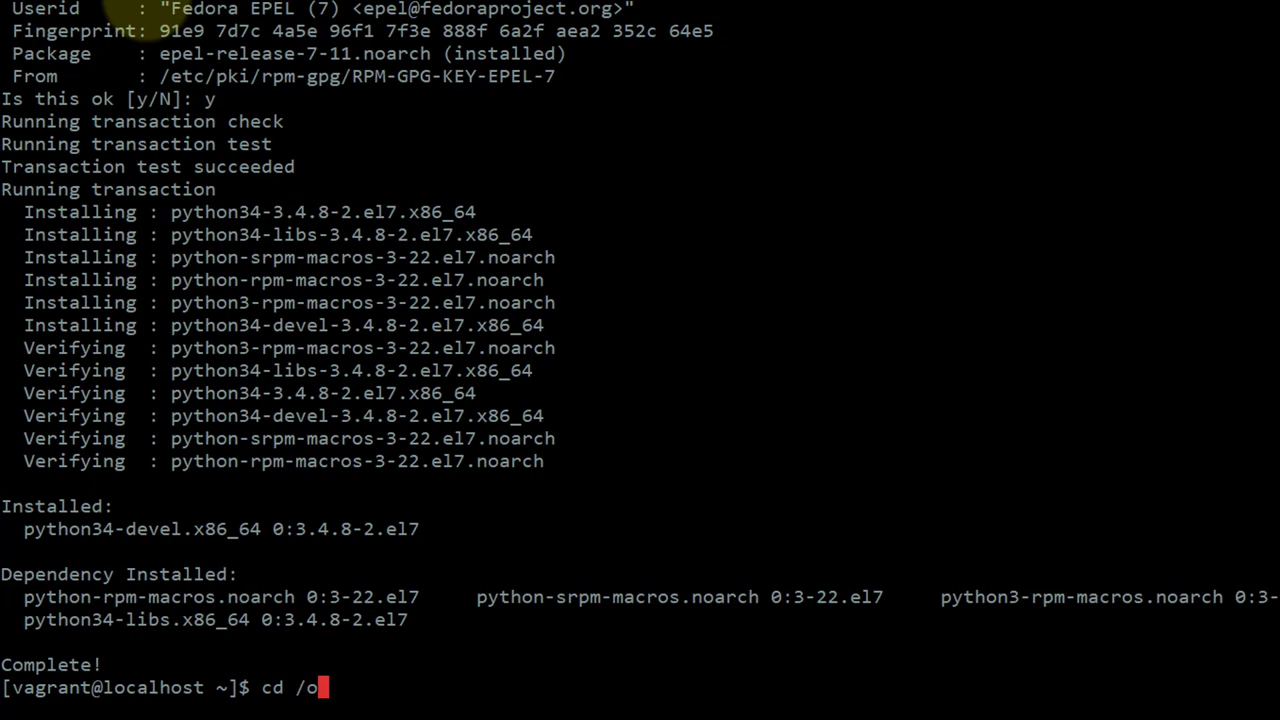 Userid     : "Fedora EPEL (7) <epel@fedoraproject.org>"
Fingerprint: 91e9 7d7c 4a5e 96f1 7f3e 888f 6a2f aea2 352c 64e5
Package    : epel-release-7-11.noarch (installed)
From       : /etc/pki/rpm-gpg/RPM-GPG-KEY-EPEL-7
Is this ok [y/N]: y
Running transaction check
Running transaction test
Transaction test succeeded
Running transaction
  Installing : python34-3.4.8-2.el7.x86_64
  Installing : python34-libs-3.4.8-2.el7.x86_64
  Installing : python-srpm-macros-3-22.el7.noarch
  Installing : python-rpm-macros-3-22.el7.noarch
  Installing : python3-rpm-macros-3-22.el7.noarch
  Installing : python34-devel-3.4.8-2.el7.x86_64
  Verifying  : python3-rpm-macros-3-22.el7.noarch
  Verifying  : python34-libs-3.4.8-2.el7.x86_64
  Verifying  : python34-3.4.8-2.el7.x86_64
  Verifying  : python34-devel-3.4.8-2.el7.x86_64
  Verifying  : python-srpm-macros-3-22.el7.noarch
  Verifying  : python-rpm-macros-3-22.el7.noarch
Installed:
  python34-devel.x86_64 0:3.4.8-2.el7
Dependency Installed:
  python-rpm-macros.noarch 0:3-22.el7     python-srpm-macros.noarch 0:3-22.el7     python3-rpm-macros.noarch 0:3-
  python34-libs.x86_64 0:3.4.8-2.el7
Complete!
[vagrant@localhost ~]$ cd /o